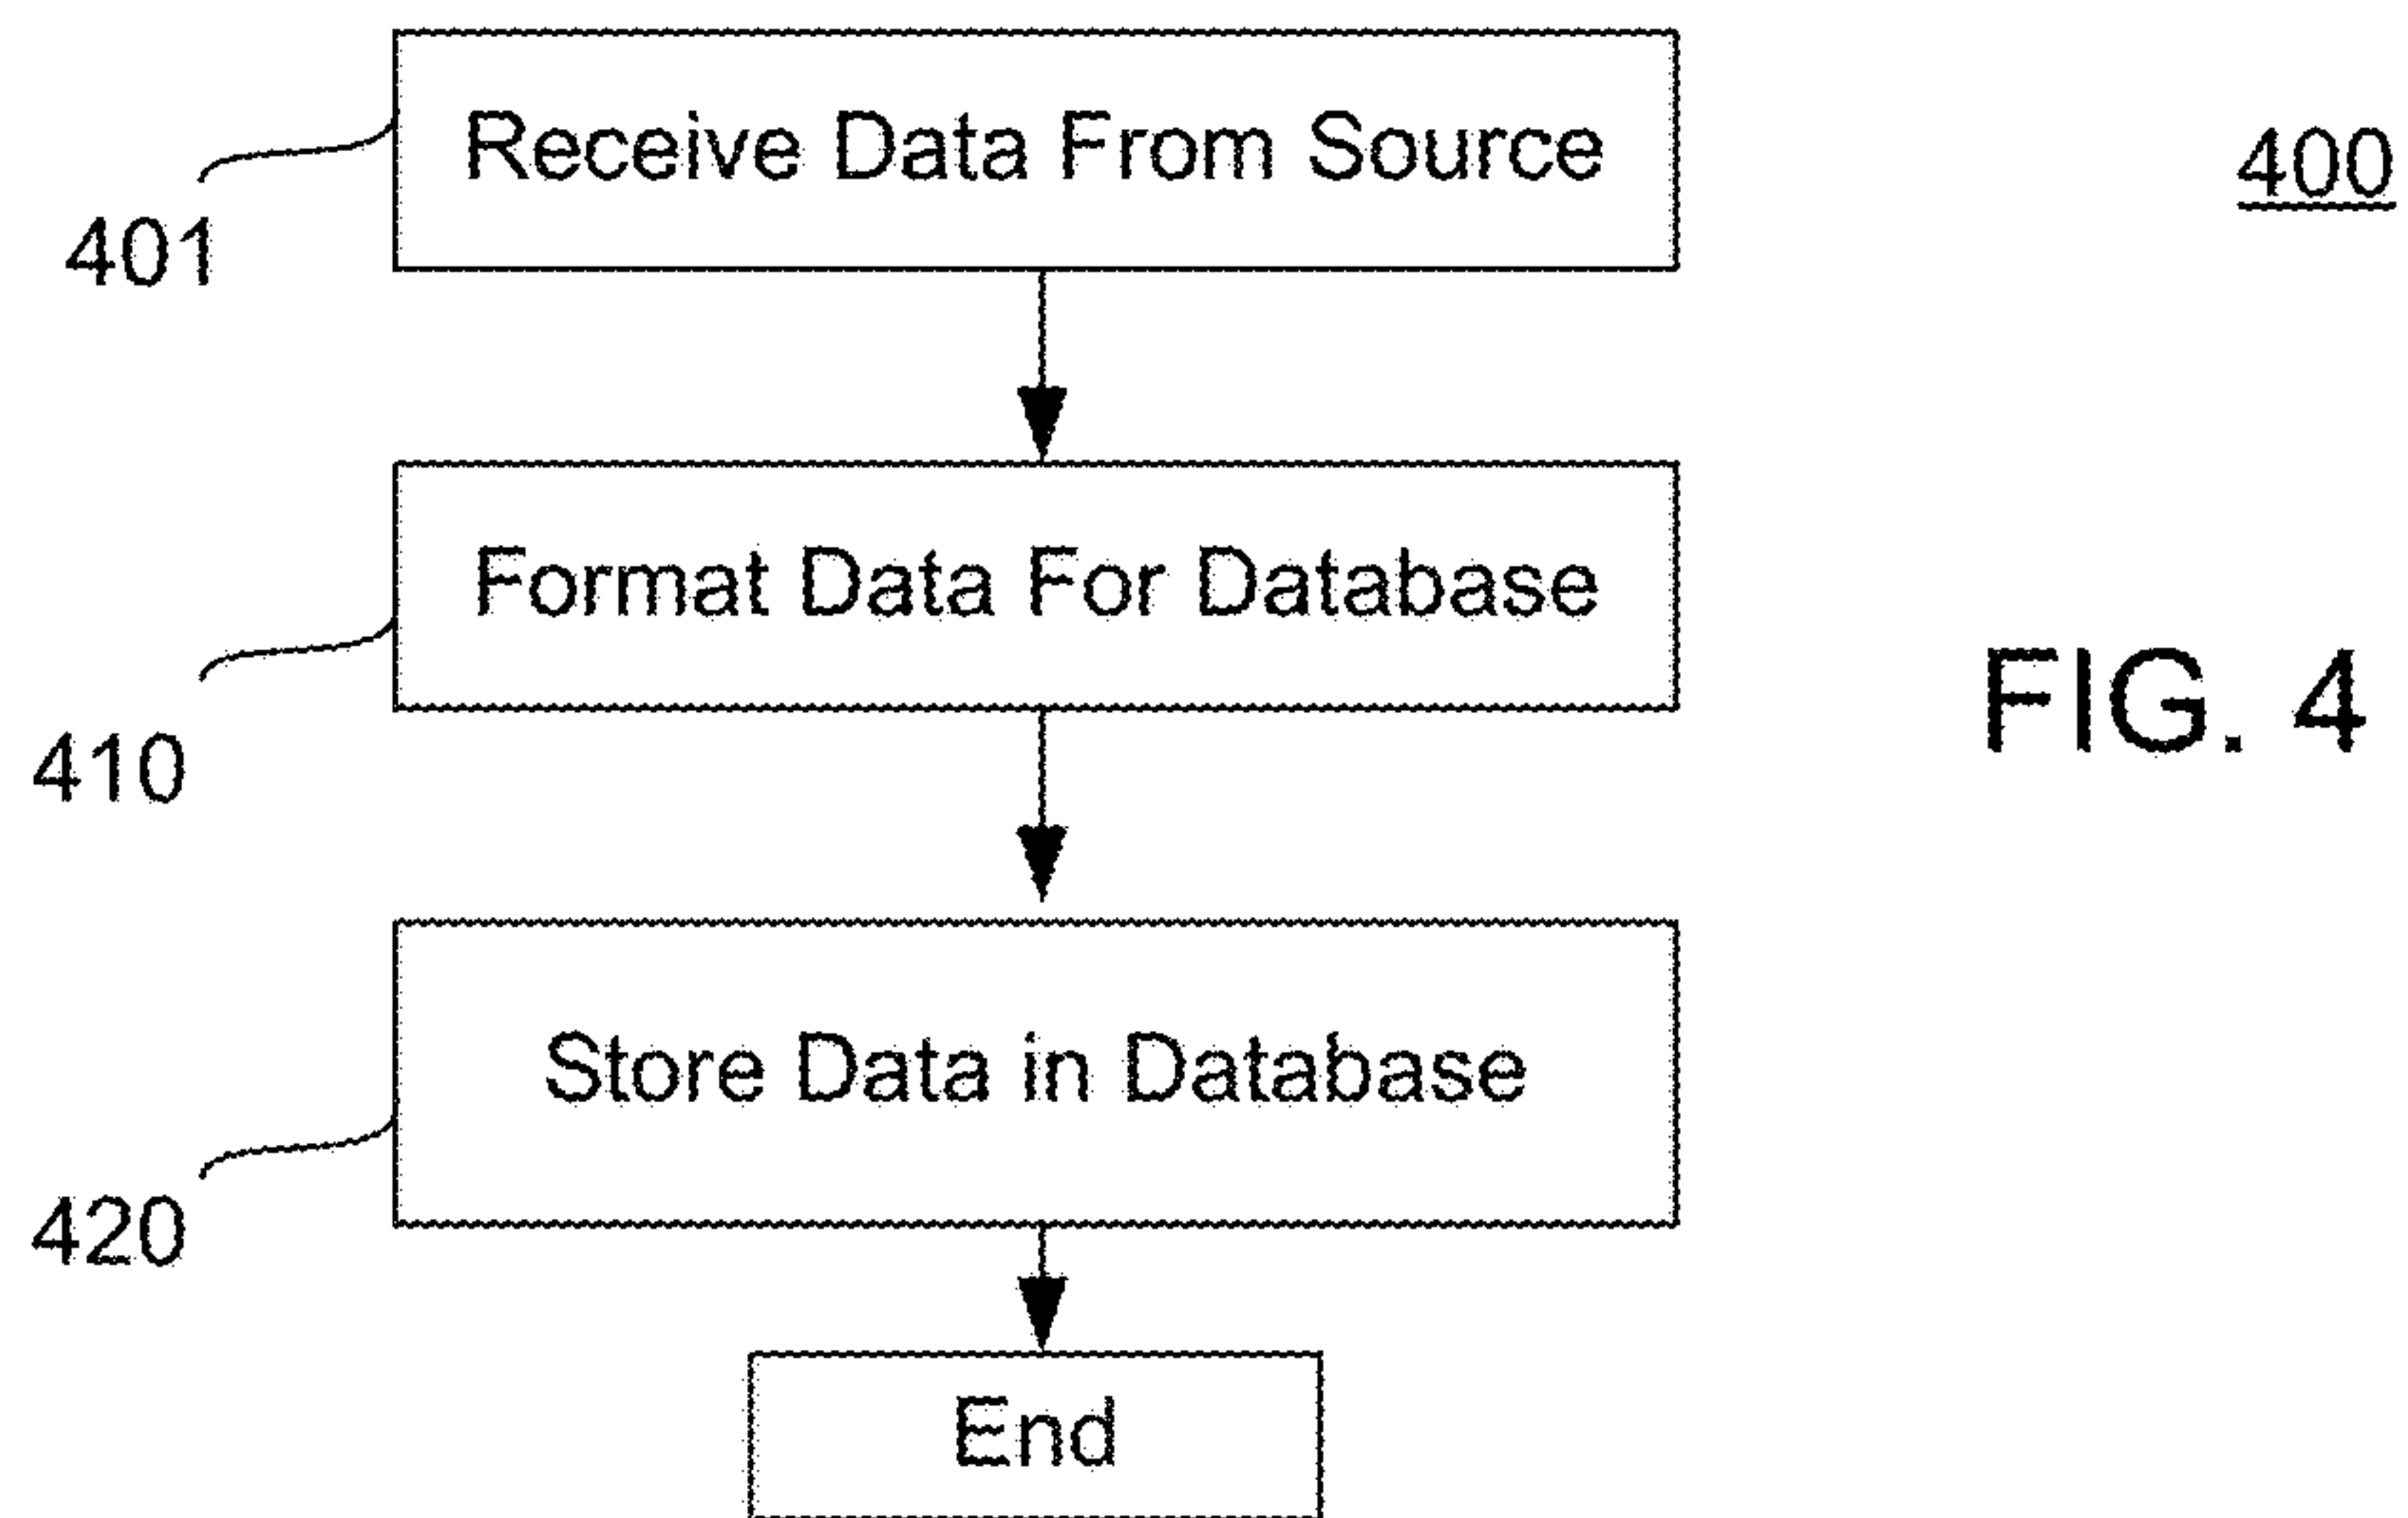 Receive Data From Source
400
401
Format Data For Database
FIG. 4
410
Store Data in Database
420
End